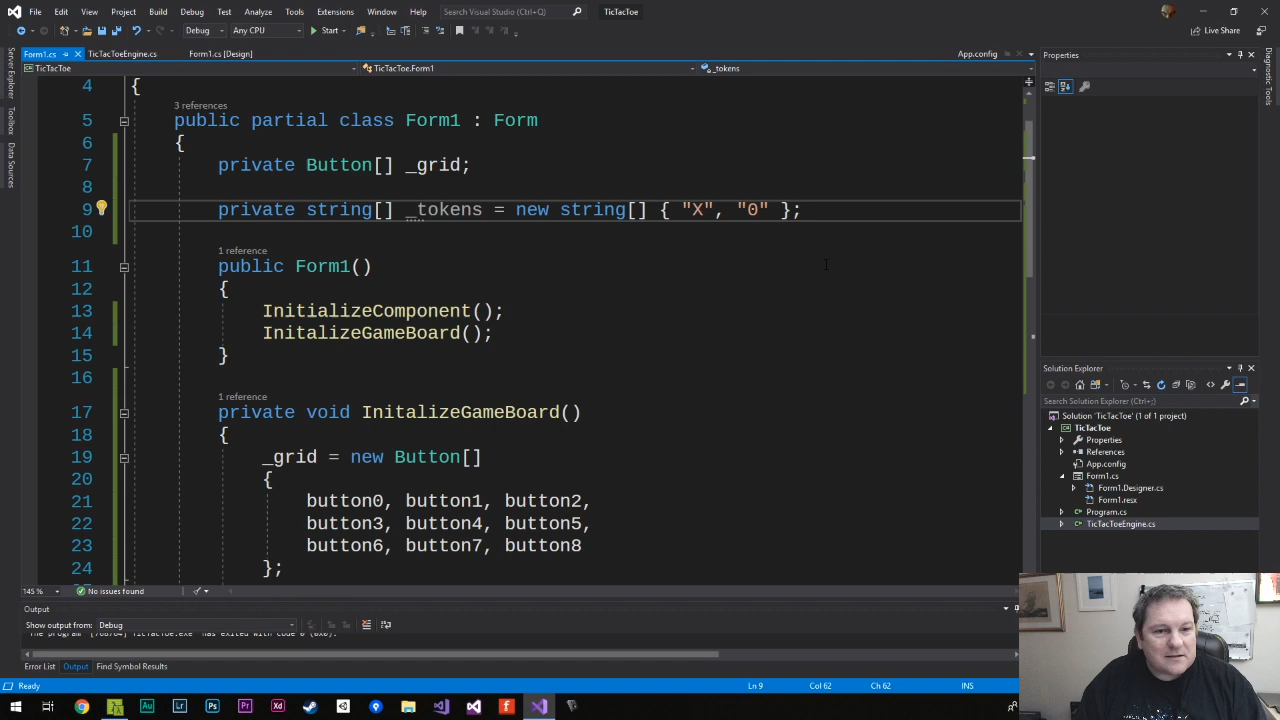 File Edit View Project Build Debug Test Analyze Tools Extensions Window Help Search Visual Studio (Ctrl+Q) TicTacToe
Debug Any CPU Start Live Share
Form1.cs TicTacToeEngine.cs Form1.cs [Design] App.config
TicTacToe TicTacToe.Form1 _tokens
Server Explorer
Toolbox
Data Sources
4 {
3 references
5 public partial class Form1 : Form
6 {
7 private Button[] _grid;
8
9 private string[] _tokens = new string[] { "X", "0" };
10
1 reference
11 public Form1()
12 {
13 InitializeComponent();
14 InitalizeGameBoard();
15 }
16
1 reference
17 private void InitalizeGameBoard()
18 {
19 _grid = new Button[]
20 {
21 button0, button1, button2,
22 button3, button4, button5,
23 button6, button7, button8
24 };
145 % No issues found
Output
Show output from: Debug
Error List Output Find Symbol Results
Ready Ln 9 Col 62 Ch 62 INS
Properties
Diagnostic Tools
Solution Explorer
Search Solution Explorer (Ctrl+;)
Solution 'TicTacToe' (1 of 1 project)
TicTacToe
Properties
References
App.config
Form1.cs
Form1.Designer.cs
Form1.resx
Program.cs
TicTacToeEngine.cs